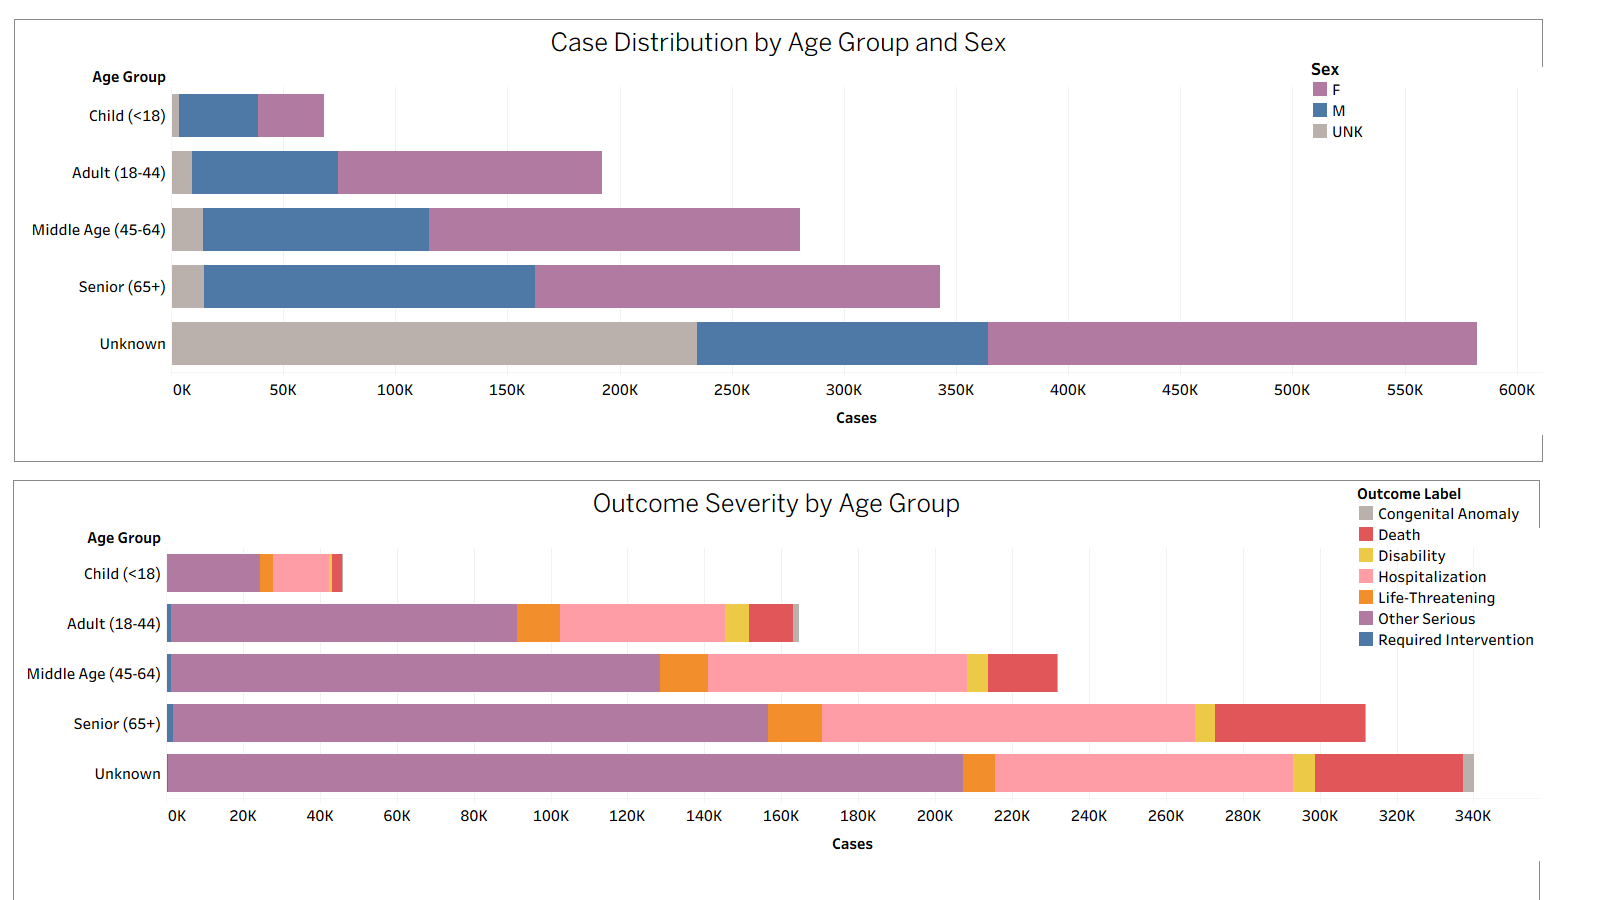 Case Distribution by Age Group and Sex
Age Group
Sex
F
M
UNK
Child (<18)
Adult (18-44)
Middle Age (45-64)
Senior (65+)
Unknown
0K 50K 100K 150K 200K 250K 300K 350K 400K 450K 500K 550K 600K
Cases
Outcome Severity by Age Group
Outcome Label
Congenital Anomaly
Death
Disability
Hospitalization
Life-Threatening
Other Serious
Required Intervention
Age Group
Child (<18)
Adult (18-44)
Middle Age (45-64)
Senior (65+)
Unknown
0K 20K 40K 60K 80K 100K 120K 140K 160K 180K 200K 220K 240K 260K 280K 300K 320K 340K
Cases